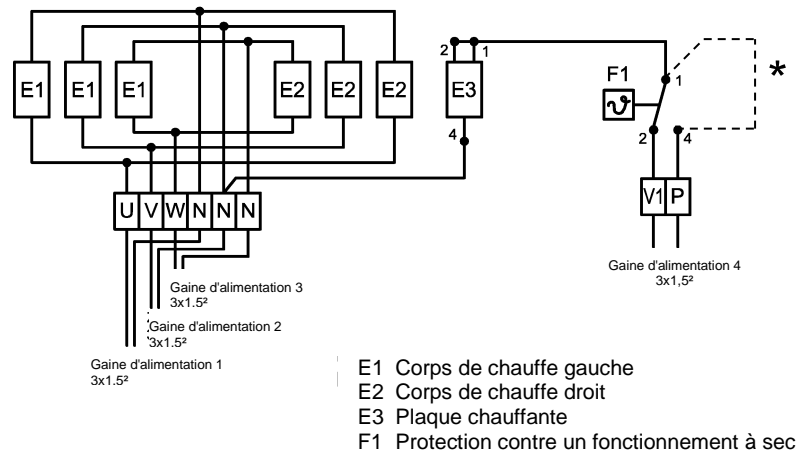 2 1
F1
1
*
E1 E1 E1 E2 E2 E2 E3
ϑ
4
2 4
U V W N N N
V1 P
Gaine d'alimentation 4
3x1,5²
Gaine d'alimentation 3
3x1.5²
Gaine d'alimentation 2
3x1.5²
Gaine d'alimentation 1
3x1.5²
E1 Corps de chauffe gauche
E2 Corps de chauffe droit
E3 Plaque chauffante
F1 Protection contre un fonctionnement à sec